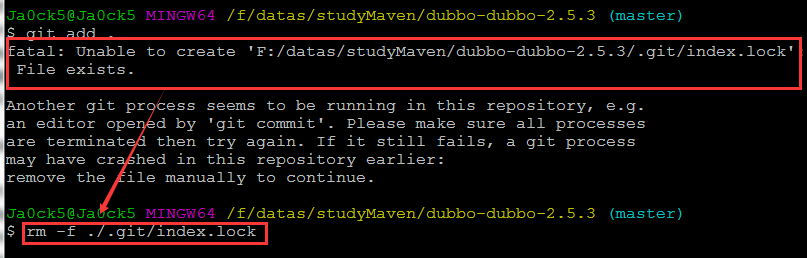 Ja0ck5@Ja0ck5 MINGW64 /f/datas/studyMaven/dubbo-dubbo-2.5.3 (master)
$ git add .
fatal: Unable to create 'F:/datas/studyMaven/dubbo-dubbo-2.5.3/.git/index.lock':
 File exists.
Another git process seems to be running in this repository, e.g.
an editor opened by 'git commit'. Please make sure all processes
are terminated then try again. If it still fails, a git process
may have crashed in this repository earlier:
remove the file manually to continue.
Ja0ck5@Ja0ck5 MINGW64 /f/datas/studyMaven/dubbo-dubbo-2.5.3 (master)
$ rm -f ./.git/index.lock